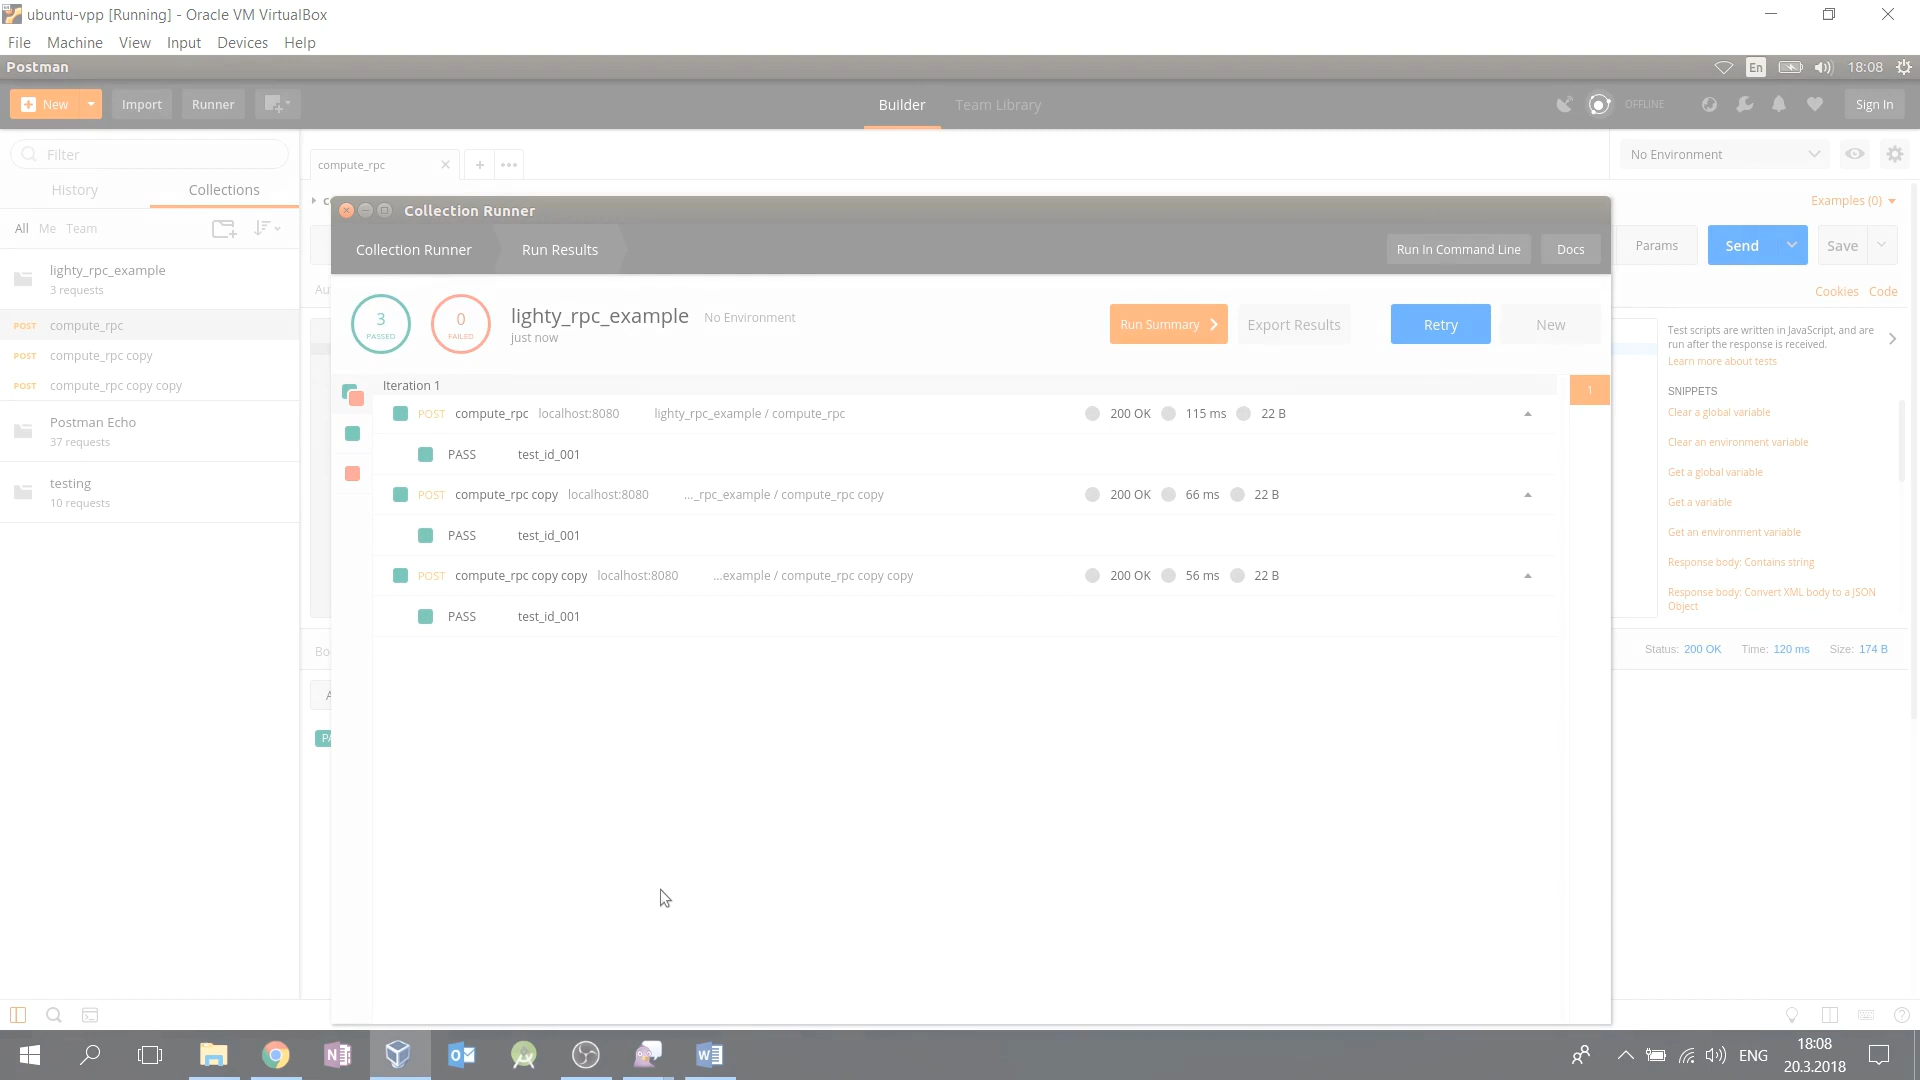 ubuntu-vpp [Running] - Oracle VM VirtualBox
File Machine View Input Devices Help
Postman
En 18:08
New Import Runner Builder Team Library OFFLINE Sign In
Filter
compute_rpc
No Environment
History Collections
Examples (0)
All Me Team
Collection Runner
Collection Runner Run Results Run In Command Line Docs
Params Send Save
lighty_rpc_example
3 requests
Cookies Code
3 PASSED
0 FAILED
lighty_rpc_example No Environment
just now
Run Summary Export Results Retry New
POST compute_rpc
POST compute_rpc copy
POST compute_rpc copy copy
Postman Echo
37 requests
testing
10 requests
Iteration 1
1
POST compute_rpc localhost:8080 lighty_rpc_example / compute_rpc 200 OK 115 ms 22 B
PASS test_id_001
POST compute_rpc copy localhost:8080 ..._rpc_example / compute_rpc copy 200 OK 66 ms 22 B
PASS test_id_001
POST compute_rpc copy copy localhost:8080 ...example / compute_rpc copy copy 200 OK 56 ms 22 B
PASS test_id_001
Test scripts are written in JavaScript, and are
run after the response is received.
Learn more about tests
SNIPPETS
Clear a global variable
Clear an environment variable
Get a global variable
Get a variable
Get an environment variable
Response body: Contains string
Response body: Convert XML body to a JSON
Object
Status: 200 OK Time: 120 ms Size: 174 B
ENG
18:08
20.3.2018